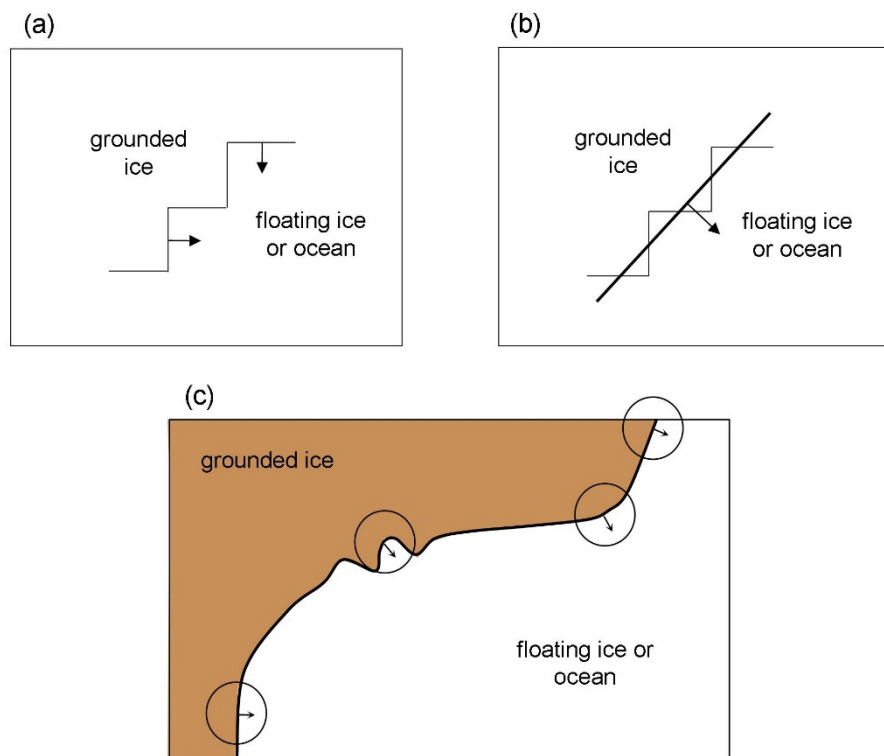 (a)
grounded
ice
floating ice
or ocean
(b)
grounded
ice
floating ice
or ocean
(c)
grounded ice
floating ice or
ocean